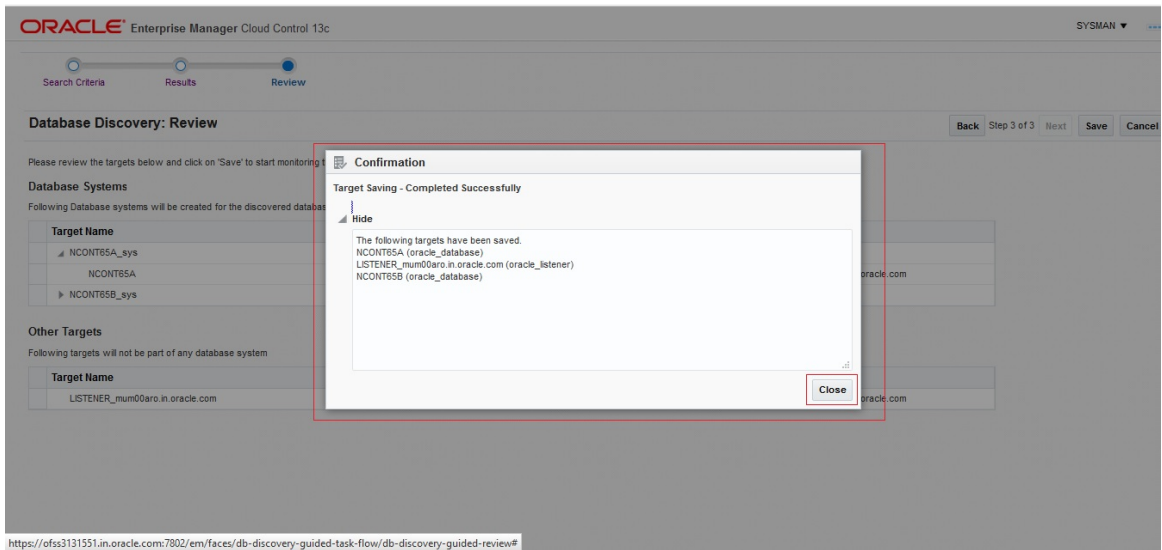 ORACLE Enterprise Manager Cloud Control 13c
SYSMAN
Search Criteria
Results
Review
Database Discovery: Review
Back Step 3 of 3 Next Save Cancel
Please review the targets below and click on 'Save' to start monitoring
Database Systems
Following Database systems will be created for the discovered databas
Target Name
NCONT65A_sys
NCONT65A
oracle.com
NCONT65B_sys
Other Targets
Following targets will not be part of any database system
Target Name
LISTENER_mum00aro.in.oracle.com
oracle.com
Confirmation
Target Saving - Completed Successfully
Hide
The following targets have been saved.
NCONT65A (oracle_database)
LISTENER_mum00aro.in.oracle.com (oracle_listener)
NCONT65B (oracle_database)
Close
https://ofss3131551.in.oracle.com:7802/em/faces/db-discovery-guided-task-flow/db-discovery-guided-review#